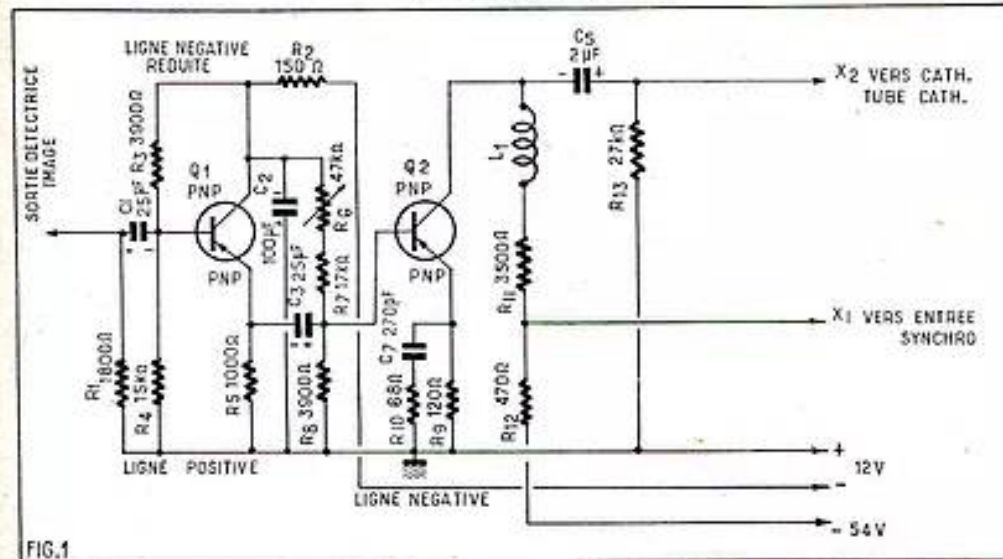 LIGNE NEGATIVE
REDUITE
R2
150Ω
C5
2µF
- +
X2 VERS CATH.
TUBE CATH.
SORTIE DETECTRICE
IMAGE
R3 3900Ω
C1
25µF
Q1
PNP
PNP
C2
100µF
47kΩ
R6
R7 17kΩ
C3 25µF
Q2
PNP
PNP
L1
R11 3500Ω
R13 27kΩ
X1 VERS ENTREE
SYNCHRO
R1
1800Ω
R4 15kΩ
R5 1000Ω
R8 3900Ω
C7 270pF
R10 68Ω
R9 120Ω
R12 470Ω
LIGNE POSITIVE
+
12V
-
LIGNE NEGATIVE
- 54V
FIG.1